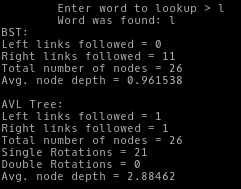 Enter word to lookup > l
Word was found: l
BST:
Left links followed = 0
Right links followed = 11
Total number of nodes = 26
Avg. node depth = 0.961538
AVL Tree:
Left links followed = 1
Right links followed = 1
Total number of nodes = 26
Single Rotations = 21
Double Rotations = 0
Avg. node depth = 2.88462